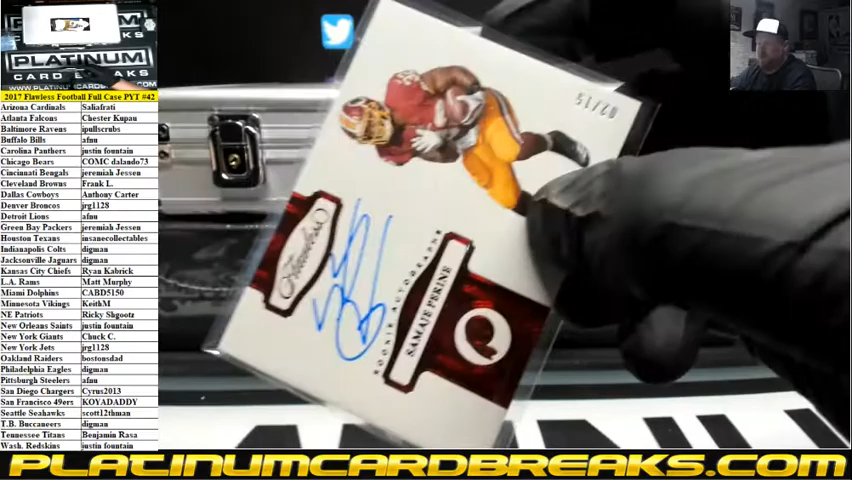 PLATINUM
CARD BREAKS
2017 Flawless Football Full Case PYT #42
Arizona Cardinals Saliafrati
Atlanta Falcons Chester Kupau
Baltimore Ravens ipullscrubs
Buffalo Bills afnu
Carolina Panthers justin fountain
Chicago Bears COMC dalando73
Cincinnati Bengals jeremiah Jessen
Cleveland Browns Frank L.
Dallas Cowboys Anthony Carter
Denver Broncos jrg1128
Detroit Lions afnu
Green Bay Packers jeremiah Jessen
Houston Texans insanecollectables
Indianapolis Colts digman
Jacksonville Jaguars digman
Kansas City Chiefs Ryan Kabrick
L.A. Rams Matt Murphy
Miami Dolphins CABD5150
Minnesota Vikings KeithM
NE Patriots Ricky Shgootz
New Orleans Saints justin fountain
New York Giants Chuck C.
New York Jets jrg1128
Oakland Raiders bostonsdad
Philadelphia Eagles digman
Pittsburgh Steelers afnu
San Diego Chargers Cyrus2013
San Francisco 49ers KOYADADDY
Seattle Seahawks scott12thman
T.B. Buccaneers digman
Tennessee Titans Benjamin Rasa
Wash. Redskins justin fountain
02/15
Flawless
ROOKIE AUTOGRAPHS
SAMAJE PERINE
PLATINUMCARDBREAKS.COM